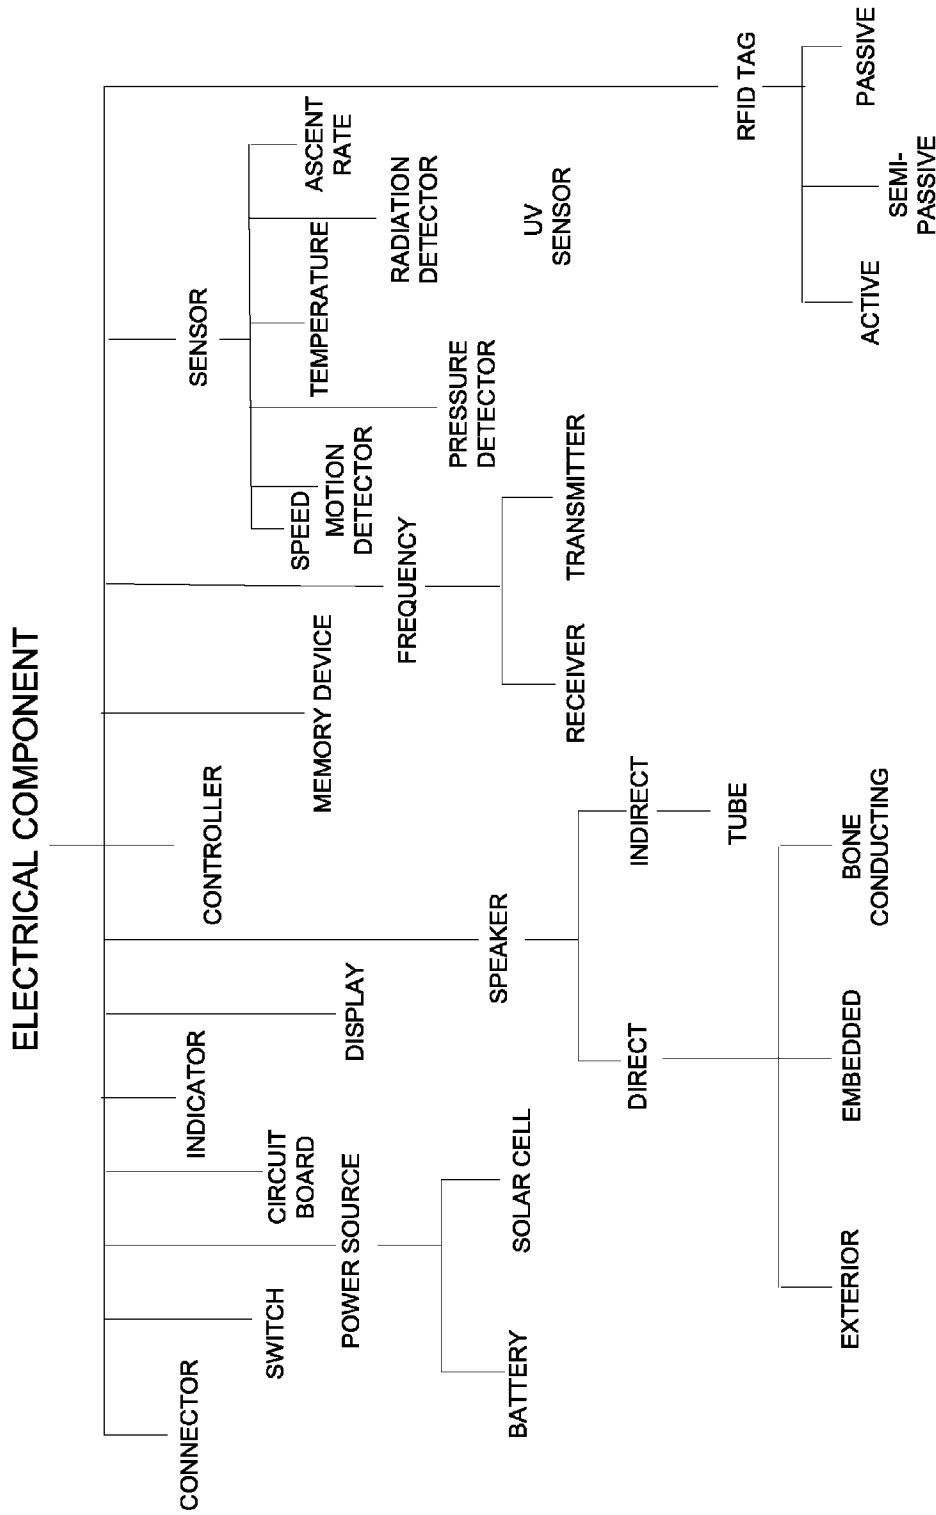 ELECTRICAL COMPONENT
CONNECTOR
SWITCH
POWER SOURCE
BATTERY
SOLAR CELL
CIRCUIT
BOARD
INDICATOR
DISPLAY
SPEAKER
DIRECT
EXTERIOR
EMBEDDED
BONE
CONDUCTING
INDIRECT
TUBE
CONTROLLER
MEMORY DEVICE
FREQUENCY
RECEIVER
TRANSMITTER
SENSOR
SPEED
MOTION
DETECTOR
PRESSURE
DETECTOR
TEMPERATURE
RADIATION
DETECTOR
UV
SENSOR
ASCENT
RATE
RFID TAG
ACTIVE
SEMI-
PASSIVE
PASSIVE